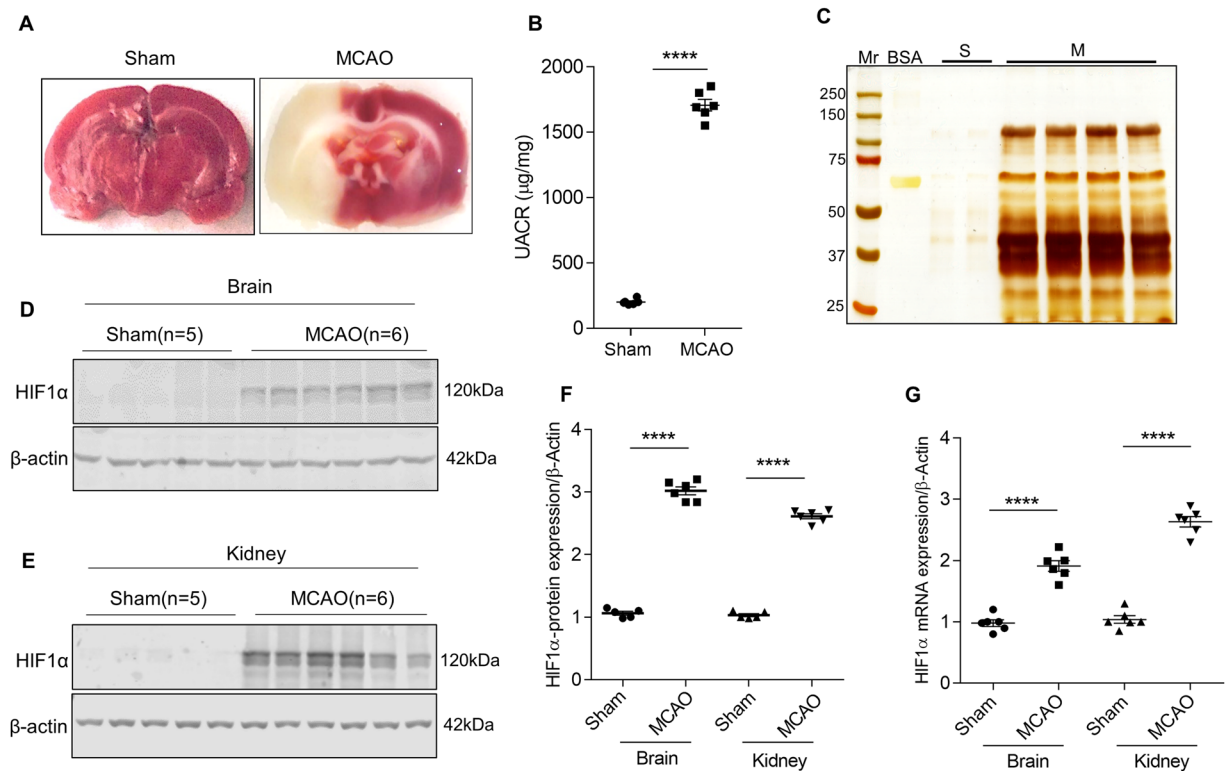 A
Sham
MCAO
B
UACR (µg/mg)
2000
1500
1000
500
0
****
Sham
MCAO
C
Mr BSA S M
250
150
75
50
37
25
D
Brain
Sham(n=5) MCAO(n=6)
HIF1α 120kDa
β-actin 42kDa
E
Kidney
Sham(n=5) MCAO(n=6)
HIF1α 120kDa
β-actin 42kDa
F
HIF1α-protein expression/β-Actin
4
3
2
1
0
****
****
Sham MCAO Sham MCAO
Brain Kidney
G
HIF1α mRNA expression/β-Actin
4
3
2
1
0
****
****
Sham MCAO Sham MCAO
Brain Kidney